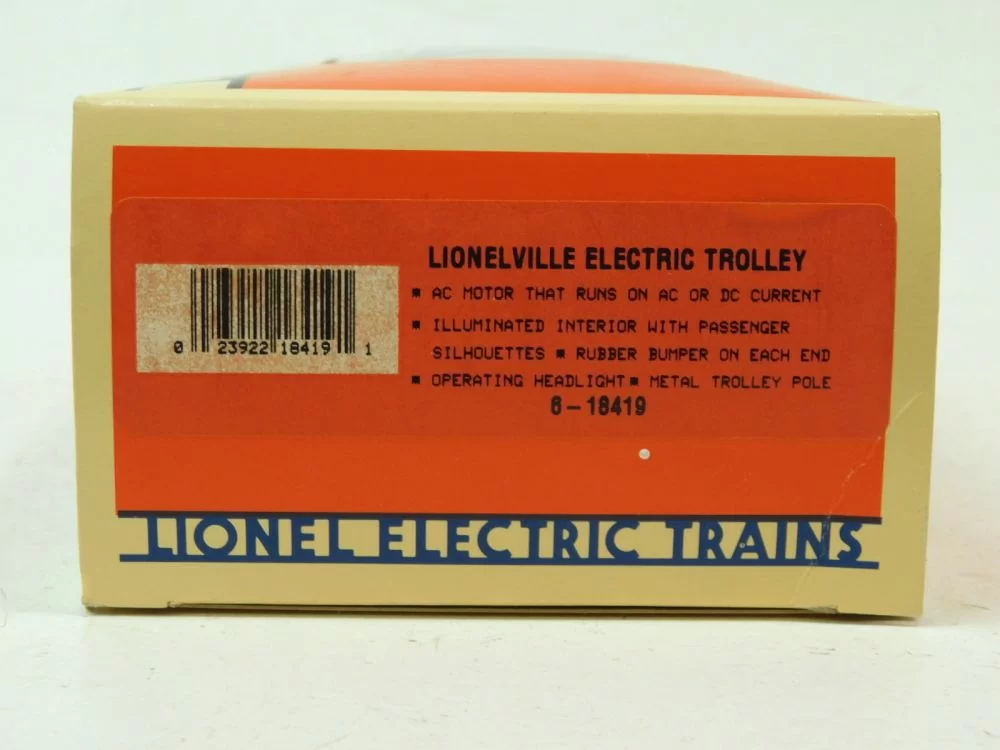 LIONELVILLE ELECTRIC TROLLEY
▪ AC MOTOR THAT RUNS ON AC OR DC CURRENT
▪ ILLUMINATED INTERIOR WITH PASSENGER
SILHOUETTES ▪ RUBBER BUMPER ON EACH END
▪ OPERATING HEADLIGHT ▪ METAL TROLLEY POLE
6-18419
0 23922 18419 1
LIONEL ELECTRIC TRAINS